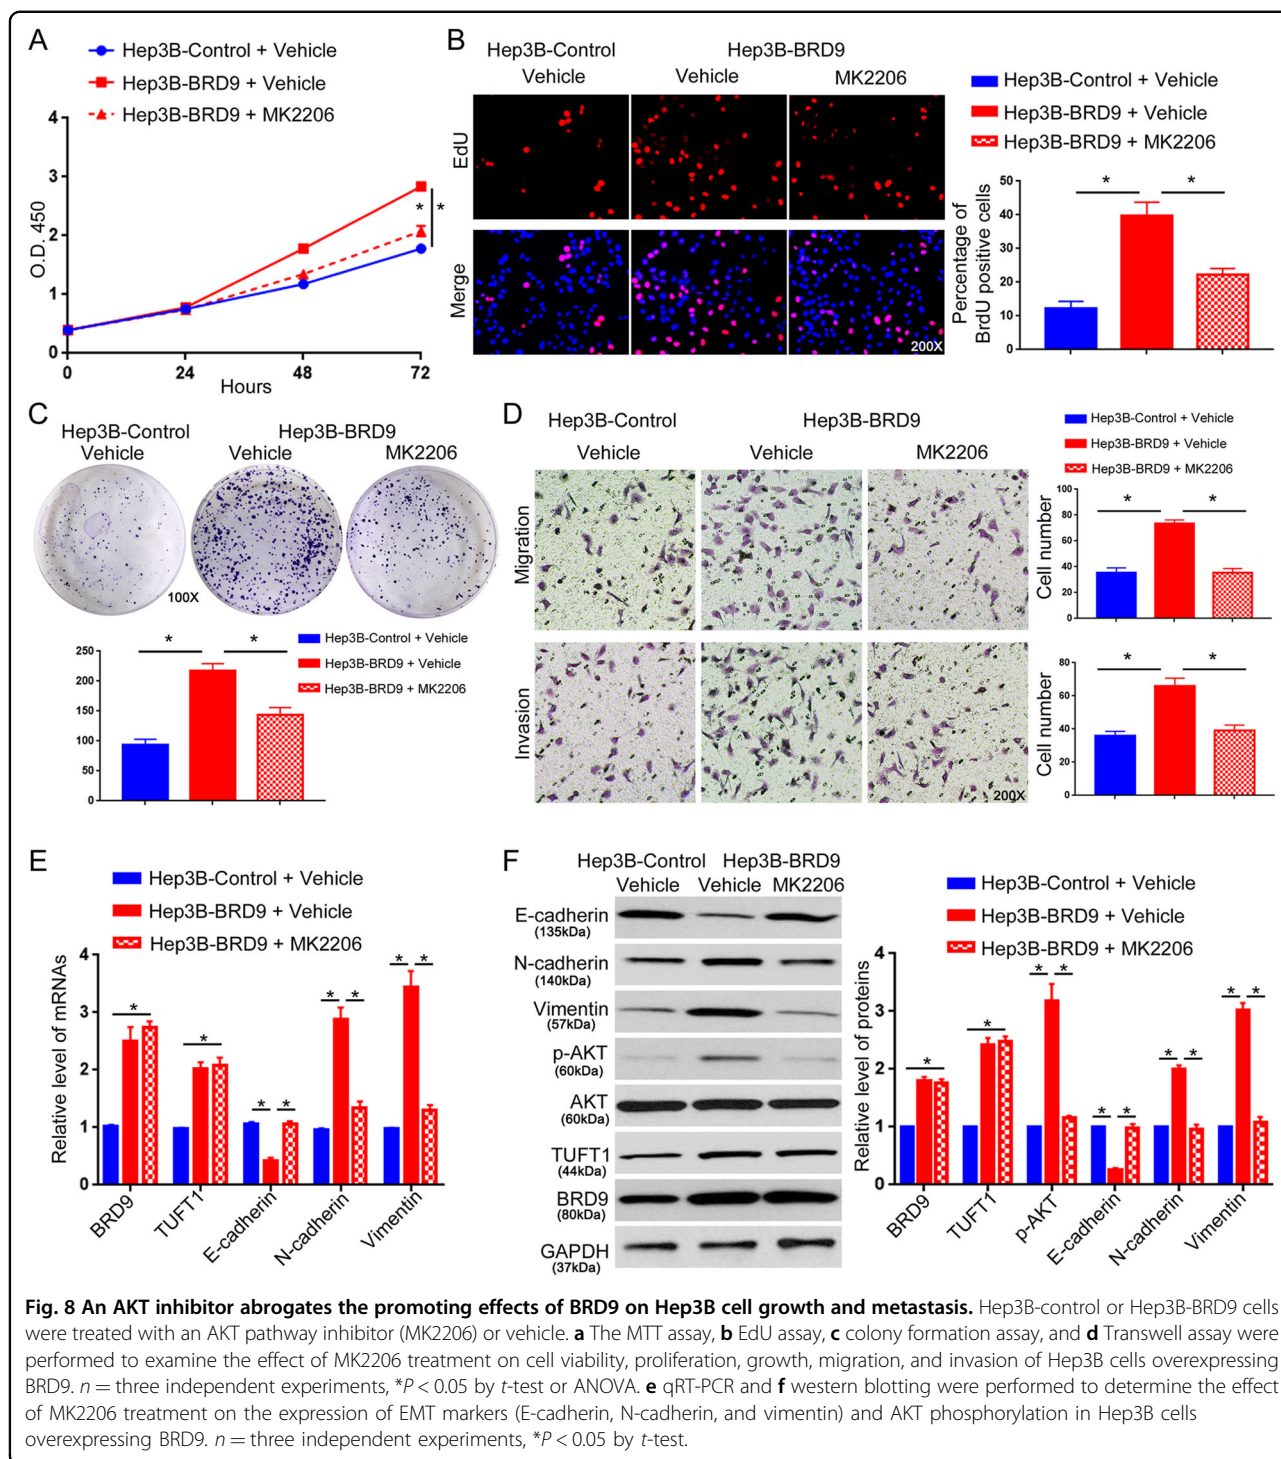 A
Hep3B-Control + Vehicle
Hep3B-BRD9 + Vehicle
Hep3B-BRD9 + MK2206
O.D. 450
4
3
2
1
0
* *
0 24 48 72
Hours
B
Hep3B-Control Hep3B-BRD9
Vehicle Vehicle MK2206
EdU
Merge
200X
Hep3B-Control + Vehicle
Hep3B-BRD9 + Vehicle
Hep3B-BRD9 + MK2206
Percentage of
BrdU positive cells
50
40
30
20
10
0
* *
C
Hep3B-Control Hep3B-BRD9
Vehicle Vehicle MK2206
100X
Hep3B-Control + Vehicle
Hep3B-BRD9 + Vehicle
Hep3B-BRD9 + MK2206
250
200
150
100
50
0
* *
D
Hep3B-Control Hep3B-BRD9
Vehicle Vehicle MK2206
Migration
Invasion
200X
Hep3B-Control + Vehicle
Hep3B-BRD9 + Vehicle
Hep3B-BRD9 + MK2206
Cell number
100
80
60
40
20
0
* *
Cell number
80
60
40
20
0
* *
E
Hep3B-Control + Vehicle
Hep3B-BRD9 + Vehicle
Hep3B-BRD9 + MK2206
Relative level of mRNAs
4
3
2
1
0
* * * * * * * *
BRD9 TUFT1 E-cadherin N-cadherin Vimentin
F
Hep3B-Control Hep3B-BRD9
Vehicle Vehicle MK2206
E-cadherin
(135kDa)
N-cadherin
(140kDa)
Vimentin
(57kDa)
p-AKT
(60kDa)
AKT
(60kDa)
TUFT1
(44kDa)
BRD9
(80kDa)
GAPDH
(37kDa)
Hep3B-Control + Vehicle
Hep3B-BRD9 + Vehicle
Hep3B-BRD9 + MK2206
Relative level of proteins
4
3
2
1
0
* * * * * * * * * *
BRD9 TUFT1 p-AKT E-cadherin N-cadherin Vimentin
Fig. 8 An AKT inhibitor abrogates the promoting effects of BRD9 on Hep3B cell growth and metastasis. Hep3B-control or Hep3B-BRD9 cells
were treated with an AKT pathway inhibitor (MK2206) or vehicle. a The MTT assay, b EdU assay, c colony formation assay, and d Transwell assay were
performed to examine the effect of MK2206 treatment on cell viability, proliferation, growth, migration, and invasion of Hep3B cells overexpressing
BRD9. n = three independent experiments, *P < 0.05 by t-test or ANOVA. e qRT-PCR and f western blotting were performed to determine the effect
of MK2206 treatment on the expression of EMT markers (E-cadherin, N-cadherin, and vimentin) and AKT phosphorylation in Hep3B cells
overexpressing BRD9. n = three independent experiments, *P < 0.05 by t-test.